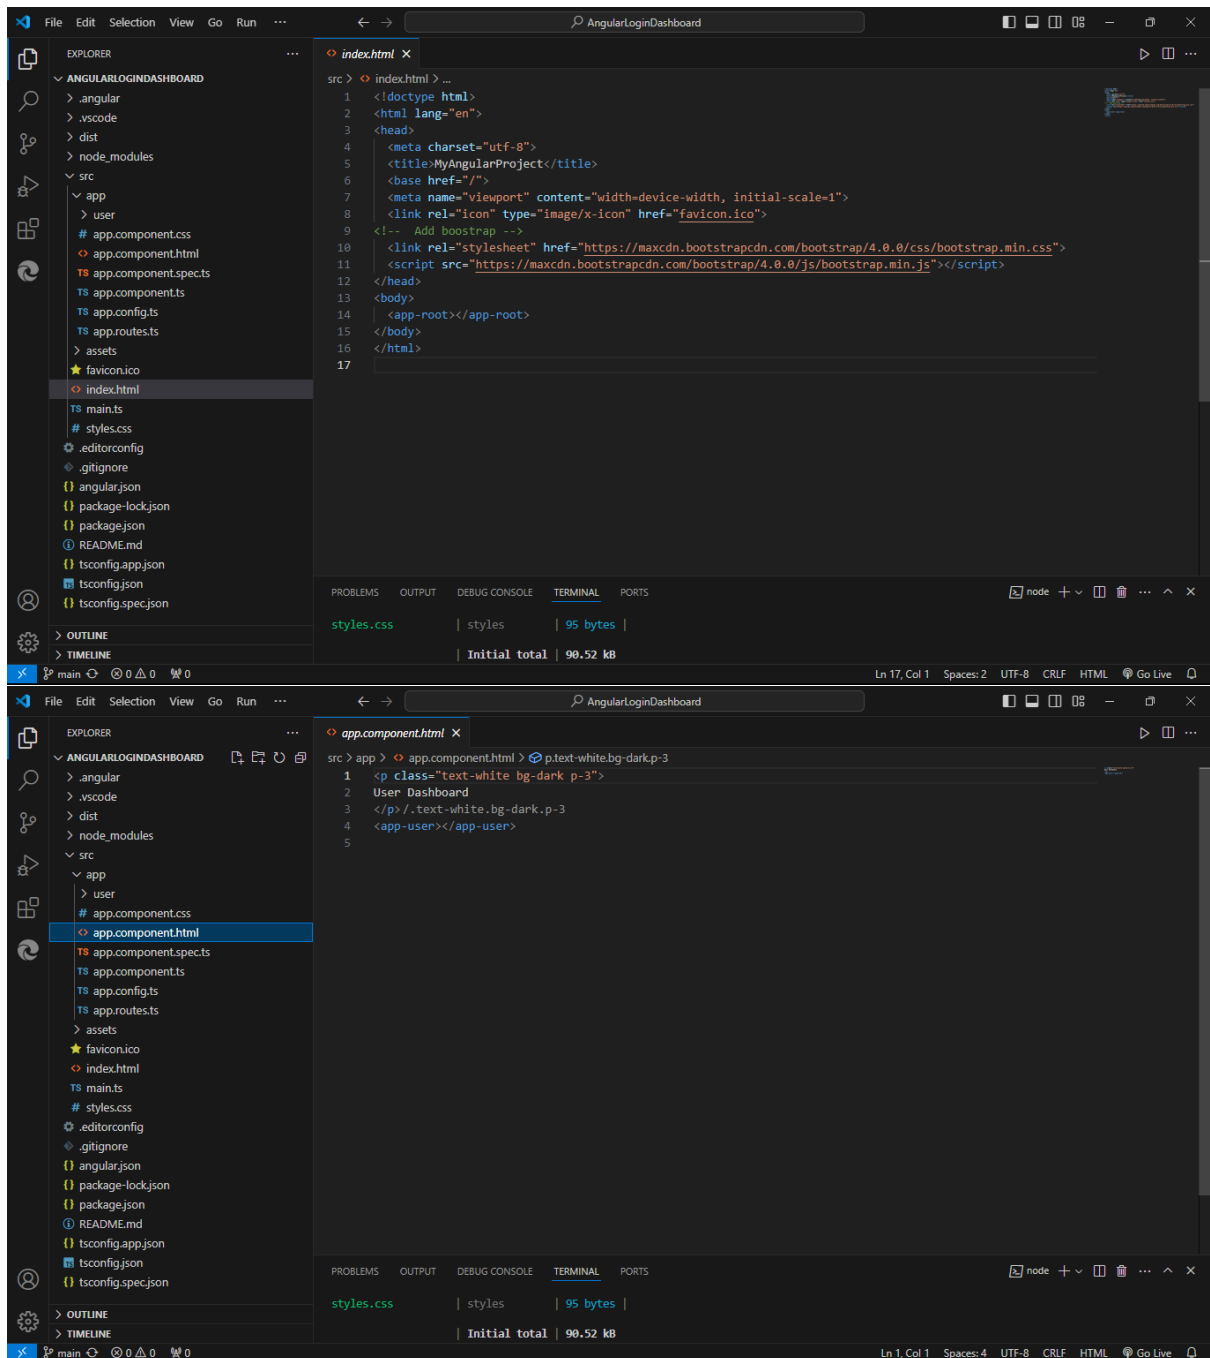 File Edit Selection View Go Run ··· AngularLoginDashboard
EXPLORER
ANGULARLOGINDASHBOARD
.angular
.vscode
dist
node_modules
src
app
user
app.component.css
app.component.html
TS app.component.spec.ts
TS app.component.ts
TS app.config.ts
TS app.routes.ts
assets
favicon.ico
index.html
TS main.ts
# styles.css
.editorconfig
.gitignore
{} angular.json
{} package-lock.json
{} package.json
README.md
{} tsconfig.app.json
TS tsconfig.json
{} tsconfig.spec.json
OUTLINE
TIMELINE
index.html
src > index.html > ...
1 <!doctype html>
2 <html lang="en">
3 <head>
4 <meta charset="utf-8">
5 <title>MyAngularProject</title>
6 <base href="/">
7 <meta name="viewport" content="width=device-width, initial-scale=1">
8 <link rel="icon" type="image/x-icon" href="favicon.ico">
9 <!-- Add boostrap -->
10 <link rel="stylesheet" href="https://maxcdn.bootstrapcdn.com/bootstrap/4.0.0/css/bootstrap.min.css">
11 <script src="https://maxcdn.bootstrapcdn.com/bootstrap/4.0.0/js/bootstrap.min.js"></script>
12 </head>
13 <body>
14 <app-root></app-root>
15 </body>
16 </html>
17
PROBLEMS OUTPUT DEBUG CONSOLE TERMINAL PORTS node
styles.css | styles | 95 bytes |
| Initial total | 90.52 kB
main 0 0 0 Ln 17, Col 1 Spaces: 2 UTF-8 CRLF HTML Go Live
File Edit Selection View Go Run ··· AngularLoginDashboard
EXPLORER
ANGULARLOGINDASHBOARD
.angular
.vscode
dist
node_modules
src
app
user
# app.component.css
app.component.html
TS app.component.spec.ts
TS app.component.ts
TS app.config.ts
TS app.routes.ts
assets
favicon.ico
index.html
TS main.ts
# styles.css
.editorconfig
.gitignore
{} angular.json
{} package-lock.json
{} package.json
README.md
{} tsconfig.app.json
TS tsconfig.json
{} tsconfig.spec.json
OUTLINE
TIMELINE
app.component.html
src > app > app.component.html > p.text-white.bg-dark.p-3
1 <p class="text-white bg-dark p-3">
2 User Dashboard
3 </p>/.text-white.bg-dark.p-3
4 <app-user></app-user>
5
PROBLEMS OUTPUT DEBUG CONSOLE TERMINAL PORTS node
styles.css | styles | 95 bytes |
| Initial total | 90.52 kB
main 0 0 0 Ln 1, Col 1 Spaces: 4 UTF-8 CRLF HTML Go Live